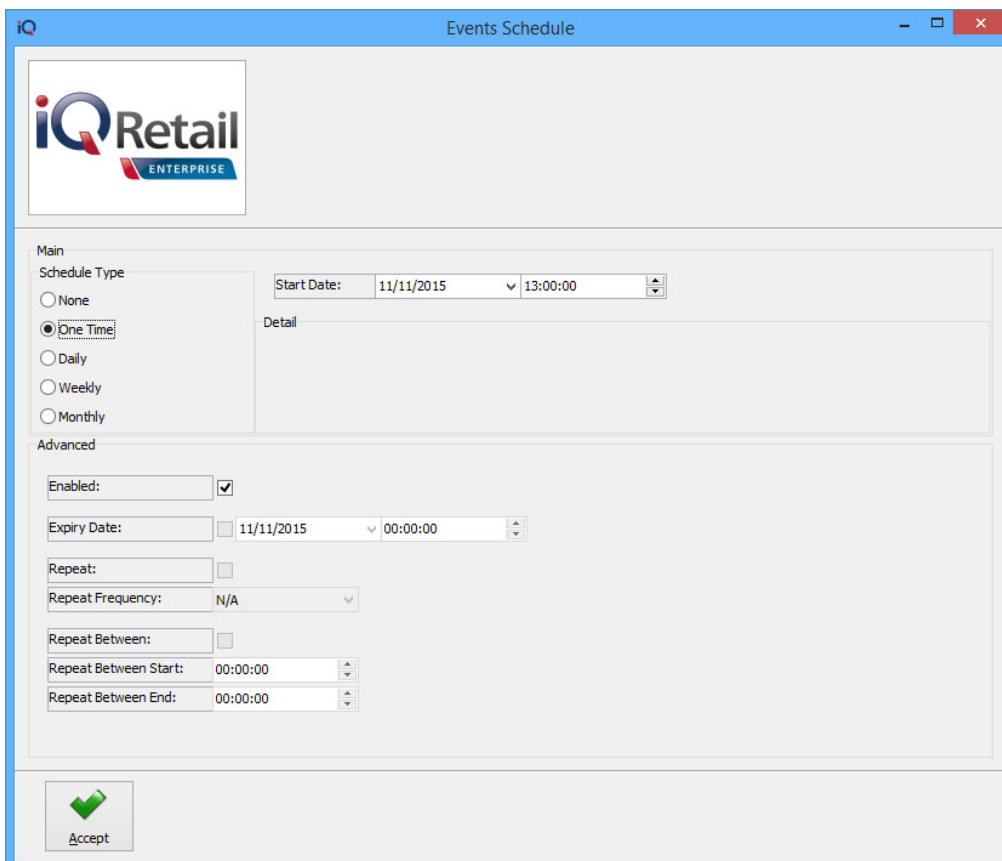 iQ Events Schedule
iQ Retail
ENTERPRISE
Main
Schedule Type
None
One Time
Daily
Weekly
Monthly
Start Date: 11/11/2015 13:00:00
Detail
Advanced
Enabled:
Expiry Date: 11/11/2015 00:00:00
Repeat:
Repeat Frequency: N/A
Repeat Between:
Repeat Between Start: 00:00:00
Repeat Between End: 00:00:00
Accept